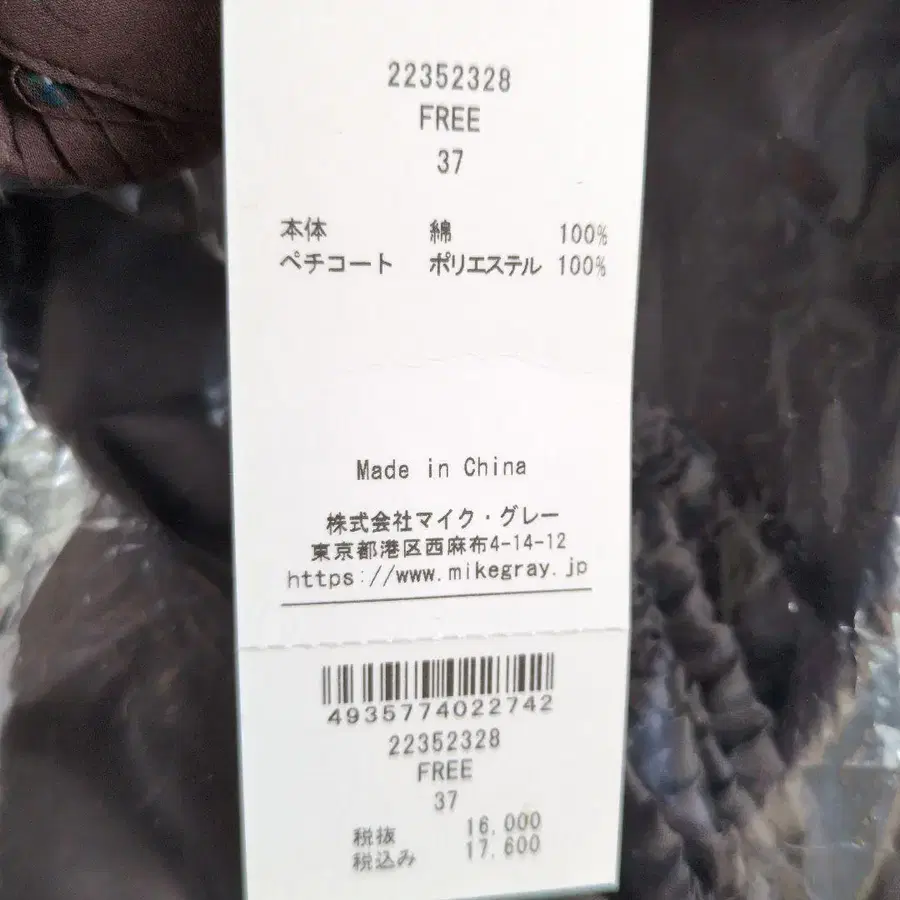 22352328
FREE
37
本体 綿 100%
ペチコート ポリエステル 100%
Made in China
株式会社マイク・グレー
東京都港区西麻布4-14-12
https://www.mikegray.jp
4935774022742
22352328
FREE
37
税抜 16,000
税込み 17,600